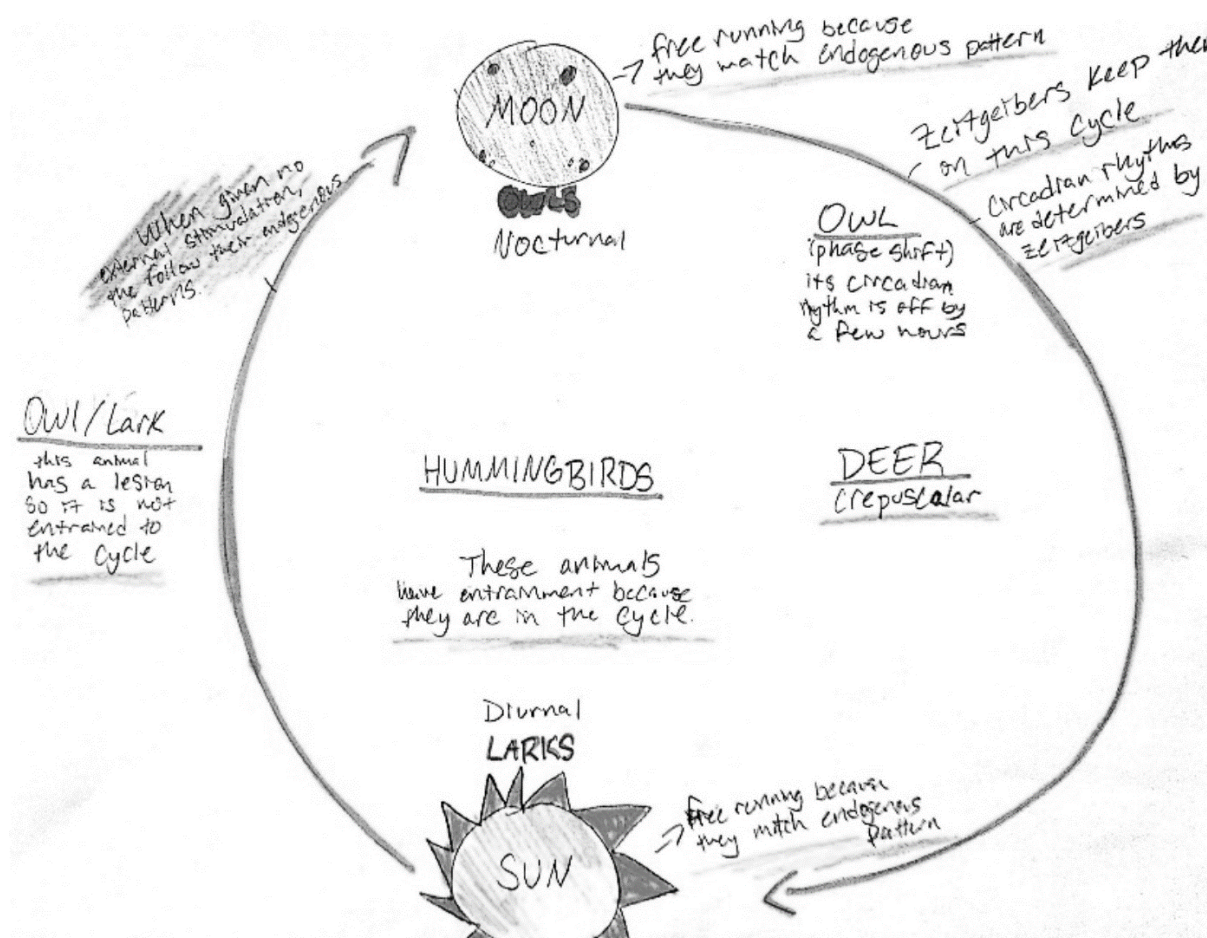 free running because
they match endogenous pattern
MOON
OWLS
Nocturnal
Zeitgeibers keep the
on this cycle
circadian rhythms
are determined by
zeitgeibers
OWL
(phase shift)
its circadian
rhythm is off by
a few hours
When given no
external stimulation,
the follow their endogenous
patterns.
OWl/Lark
this animal
has a lesion
so it is not
entrained to
the cycle
HUMMINGBIRDS
These animals
have entrainment because
they are in the cycle.
DEER
crepuscalar
Diurnal
LARKS
SUN
free running because
they match endogenous
pattern